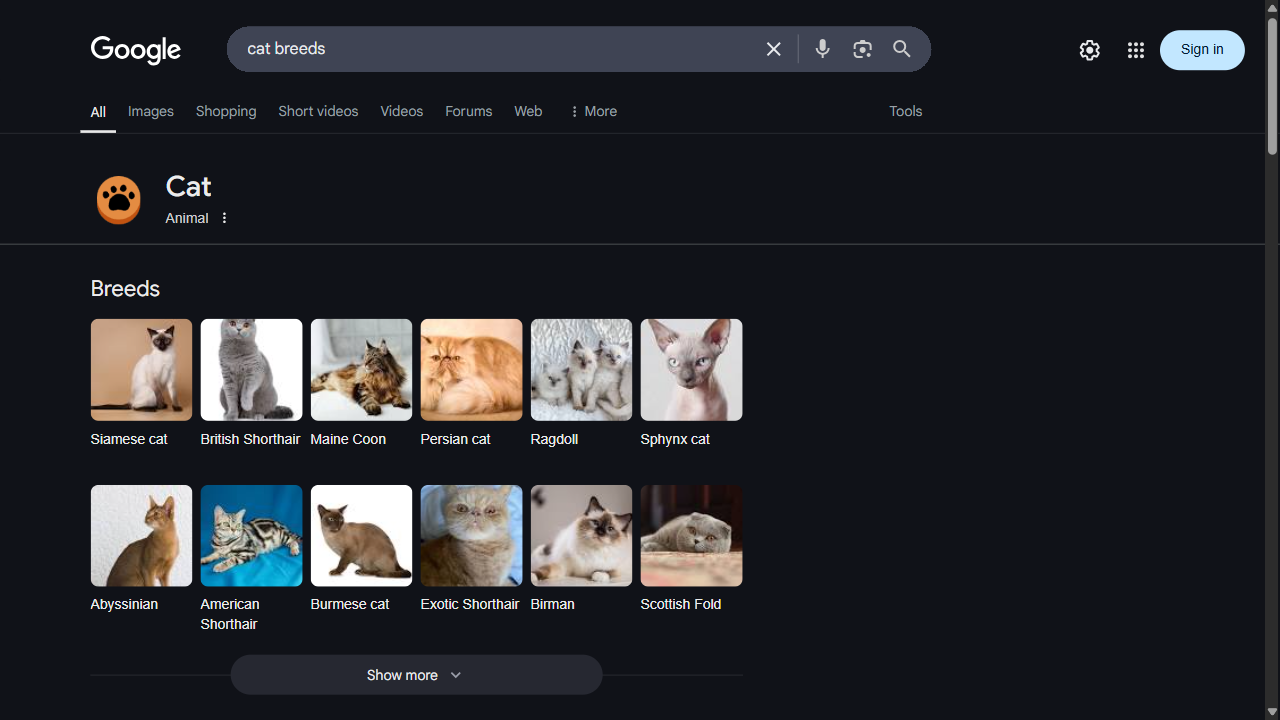 Google
cat breeds
Sign in
All Images Shopping Short videos Videos Forums Web More Tools
Cat
Animal
Breeds
Siamese cat British Shorthair Maine Coon Persian cat Ragdoll Sphynx cat
Abyssinian American Shorthair Burmese cat Exotic Shorthair Birman Scottish Fold
Show more